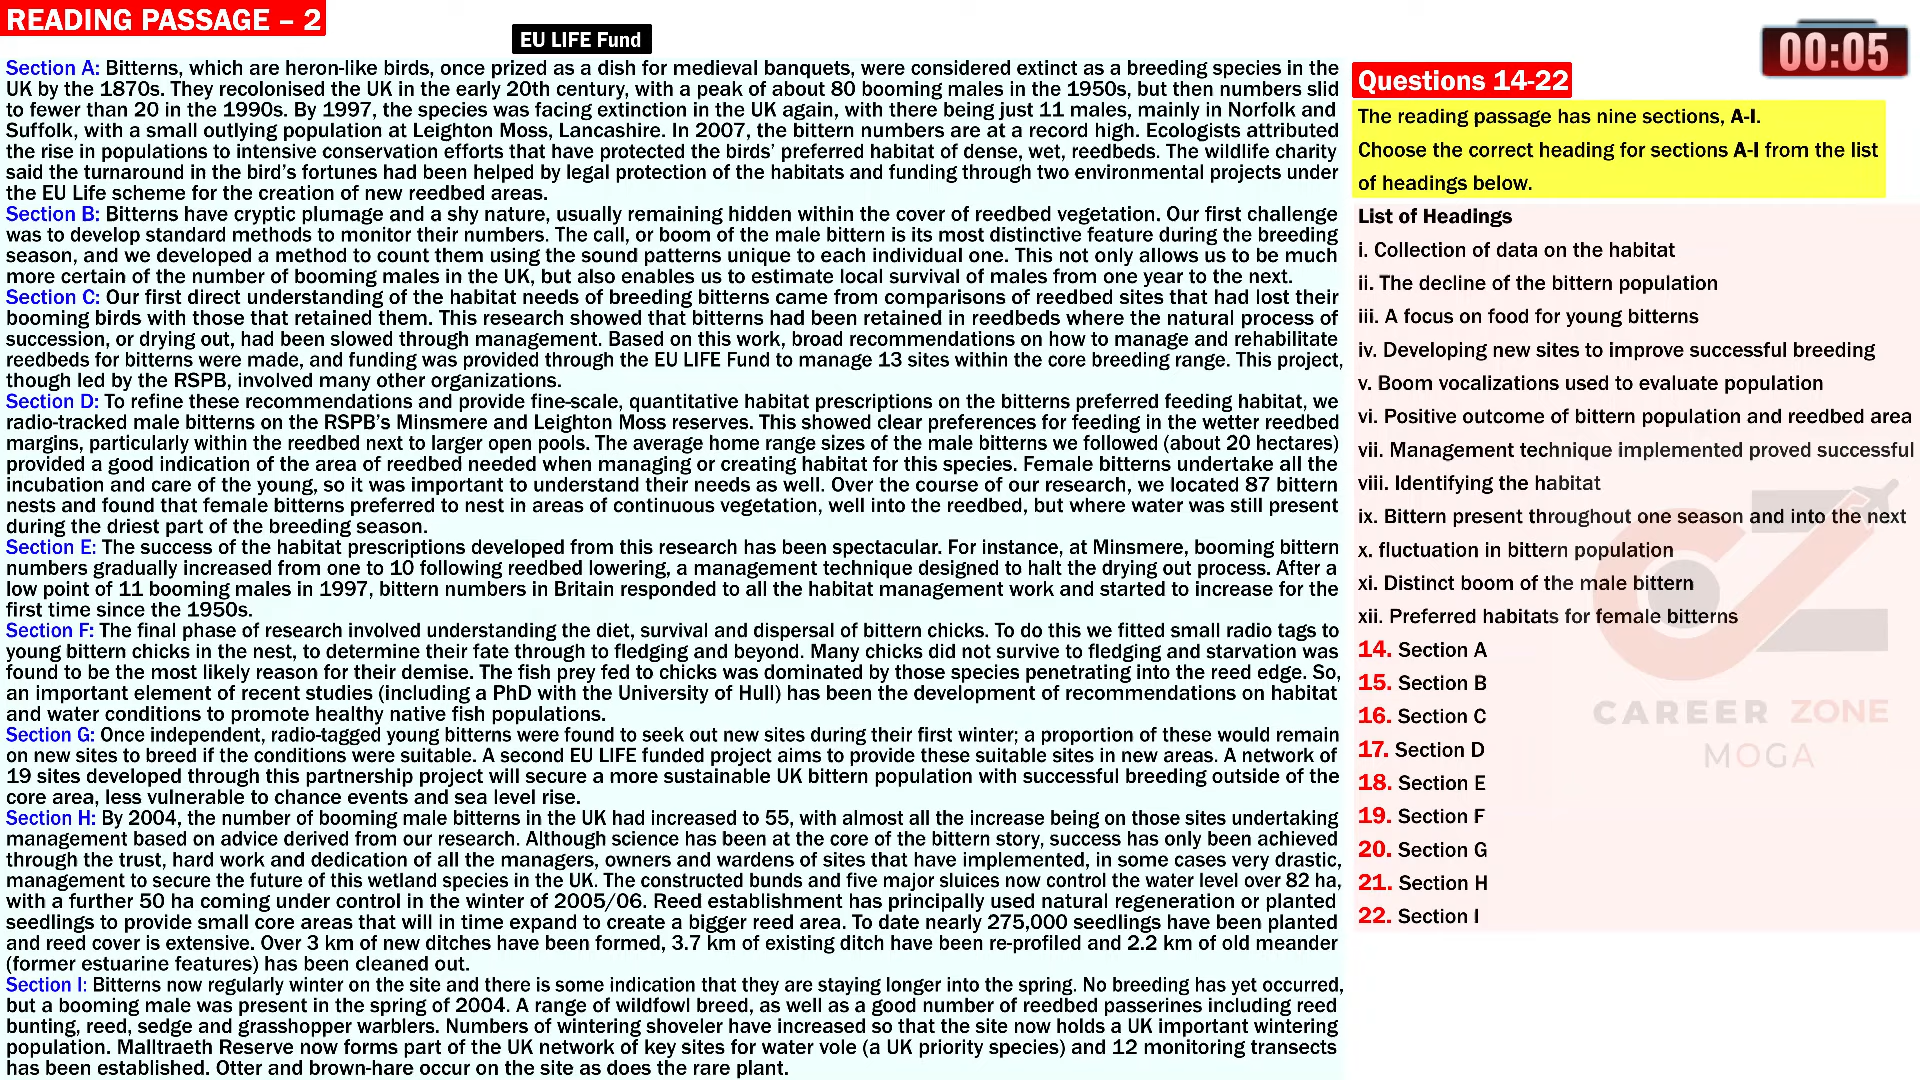 READING PASSAGE – 2
EU LIFE Fund
Section A: Bitterns, which are heron-like birds, once prized as a dish for medieval banquets, were considered extinct as a breeding species in the
UK by the 1870s. They recolonised the UK in the early 20th century, with a peak of about 80 booming males in the 1950s, but then numbers slid
to fewer than 20 in the 1990s. By 1997, the species was facing extinction in the UK again, with there being just 11 males, mainly in Norfolk and
Suffolk, with a small outlying population at Leighton Moss, Lancashire. In 2007, the bittern numbers are at a record high. Ecologists attributed
the rise in populations to intensive conservation efforts that have protected the birds’ preferred habitat of dense, wet, reedbeds. The wildlife charity
said the turnaround in the bird’s fortunes had been helped by legal protection of the habitats and funding through two environmental projects under
the EU Life scheme for the creation of new reedbed areas.
Section B: Bitterns have cryptic plumage and a shy nature, usually remaining hidden within the cover of reedbed vegetation. Our first challenge
was to develop standard methods to monitor their numbers. The call, or boom of the male bittern is its most distinctive feature during the breeding
season, and we developed a method to count them using the sound patterns unique to each individual one. This not only allows us to be much
more certain of the number of booming males in the UK, but also enables us to estimate local survival of males from one year to the next.
Section C: Our first direct understanding of the habitat needs of breeding bitterns came from comparisons of reedbed sites that had lost their
booming birds with those that retained them. This research showed that bitterns had been retained in reedbeds where the natural process of
succession, or drying out, had been slowed through management. Based on this work, broad recommendations on how to manage and rehabilitate
reedbeds for bitterns were made, and funding was provided through the EU LIFE Fund to manage 13 sites within the core breeding range. This project,
though led by the RSPB, involved many other organizations.
Section D: To refine these recommendations and provide fine-scale, quantitative habitat prescriptions on the bitterns preferred feeding habitat, we
radio-tracked male bitterns on the RSPB’s Minsmere and Leighton Moss reserves. This showed clear preferences for feeding in the wetter reedbed
margins, particularly within the reedbed next to larger open pools. The average home range sizes of the male bitterns we followed (about 20 hectares)
provided a good indication of the area of reedbed needed when managing or creating habitat for this species. Female bitterns undertake all the
incubation and care of the young, so it was important to understand their needs as well. Over the course of our research, we located 87 bittern
nests and found that female bitterns preferred to nest in areas of continuous vegetation, well into the reedbed, but where water was still present
during the driest part of the breeding season.
Section E: The success of the habitat prescriptions developed from this research has been spectacular. For instance, at Minsmere, booming bittern
numbers gradually increased from one to 10 following reedbed lowering, a management technique designed to halt the drying out process. After a
low point of 11 booming males in 1997, bittern numbers in Britain responded to all the habitat management work and started to increase for the
first time since the 1950s.
Section F: The final phase of research involved understanding the diet, survival and dispersal of bittern chicks. To do this we fitted small radio tags to
young bittern chicks in the nest, to determine their fate through to fledging and beyond. Many chicks did not survive to fledging and starvation was
found to be the most likely reason for their demise. The fish prey fed to chicks was dominated by those species penetrating into the reed edge. So,
an important element of recent studies (including a PhD with the University of Hull) has been the development of recommendations on habitat
and water conditions to promote healthy native fish populations.
Section G: Once independent, radio-tagged young bitterns were found to seek out new sites during their first winter; a proportion of these would remain
on new sites to breed if the conditions were suitable. A second EU LIFE funded project aims to provide these suitable sites in new areas. A network of
19 sites developed through this partnership project will secure a more sustainable UK bittern population with successful breeding outside of the
core area, less vulnerable to chance events and sea level rise.
Section H: By 2004, the number of booming male bitterns in the UK had increased to 55, with almost all the increase being on those sites undertaking
management based on advice derived from our research. Although science has been at the core of the bittern story, success has only been achieved
through the trust, hard work and dedication of all the managers, owners and wardens of sites that have implemented, in some cases very drastic,
management to secure the future of this wetland species in the UK. The constructed bunds and five major sluices now control the water level over 82 ha,
with a further 50 ha coming under control in the winter of 2005/06. Reed establishment has principally used natural regeneration or planted
seedlings to provide small core areas that will in time expand to create a bigger reed area. To date nearly 275,000 seedlings have been planted
and reed cover is extensive. Over 3 km of new ditches have been formed, 3.7 km of existing ditch have been re-profiled and 2.2 km of old meander
(former estuarine features) has been cleaned out.
Section I: Bitterns now regularly winter on the site and there is some indication that they are staying longer into the spring. No breeding has yet occurred,
but a booming male was present in the spring of 2004. A range of wildfowl breed, as well as a good number of reedbed passerines including reed
bunting, reed, sedge and grasshopper warblers. Numbers of wintering shoveler have increased so that the site now holds a UK important wintering
population. Malltraeth Reserve now forms part of the UK network of key sites for water vole (a UK priority species) and 12 monitoring transects
has been established. Otter and brown-hare occur on the site as does the rare plant.
00:05
Questions 14-22
The reading passage has nine sections, A-I.
Choose the correct heading for sections A-I from the list
of headings below.
List of Headings
i. Collection of data on the habitat
ii. The decline of the bittern population
iii. A focus on food for young bitterns
iv. Developing new sites to improve successful breeding
v. Boom vocalizations used to evaluate population
vi. Positive outcome of bittern population and reedbed area
vii. Management technique implemented proved successful
viii. Identifying the habitat
ix. Bittern present throughout one season and into the next
x. fluctuation in bittern population
xi. Distinct boom of the male bittern
xii. Preferred habitats for female bitterns
14. Section A
15. Section B
16. Section C
17. Section D
18. Section E
19. Section F
20. Section G
21. Section H
22. Section I
CAREER ZONE
MOGA